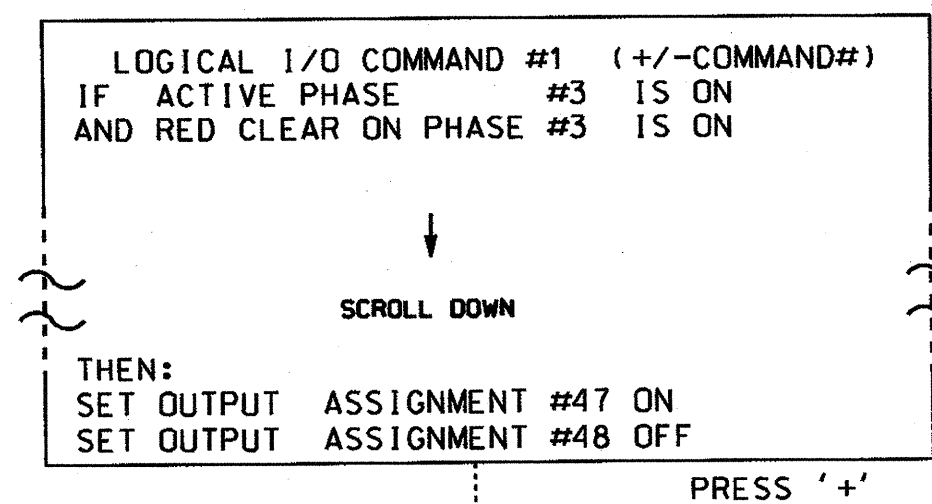 LOGICAL I/O COMMAND #1 (+/-COMMAND#)
IF ACTIVE PHASE #3 IS ON
AND RED CLEAR ON PHASE #3 IS ON
SCROLL DOWN
THEN:
SET OUTPUT ASSIGNMENT #47 ON
SET OUTPUT ASSIGNMENT #48 OFF
PRESS '+'